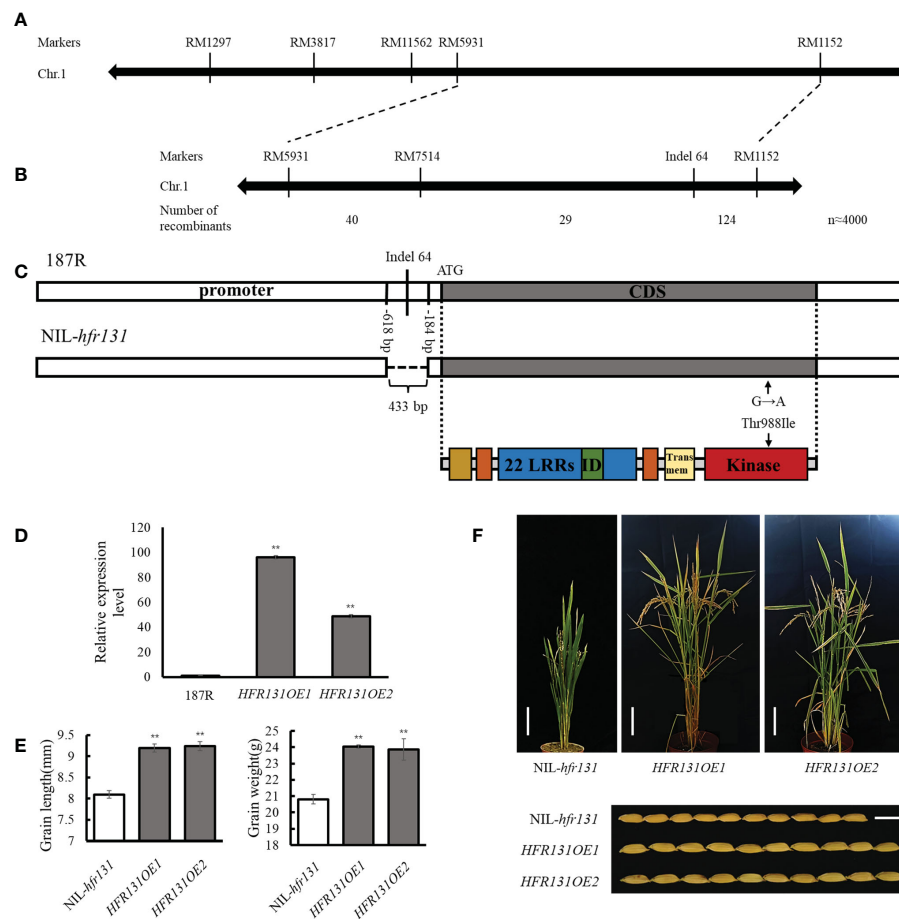 A
Markers RM1297 RM3817 RM11562 RM5931 RM1152
Chr.1
B
Markers RM5931 RM7514 Indel 64 RM1152
Chr.1
Number of recombinants 40 29 124 n≈4000
C
187R Indel 64 ATG
promoter CDS
-618 bp -184 bp
NIL-hfr131
433 bp
G→A
Thr988Ile
22 LRRs ID Trans mem Kinase
D
Relative expression level
120
100
80
60
40
20
0
** **
187R HFR131OE1 HFR131OE2
E
Grain length(mm)
9.5
9
8.5
8
7.5
7
** **
NIL-hfr131 HFR131OE1 HFR131OE2
Grain weight(g)
26
25
24
23
22
21
20
19
18
** **
NIL-hfr131 HFR131OE1 HFR131OE2
F
NIL-hfr131 HFR131OE1 HFR131OE2
NIL-hfr131
HFR131OE1
HFR131OE2